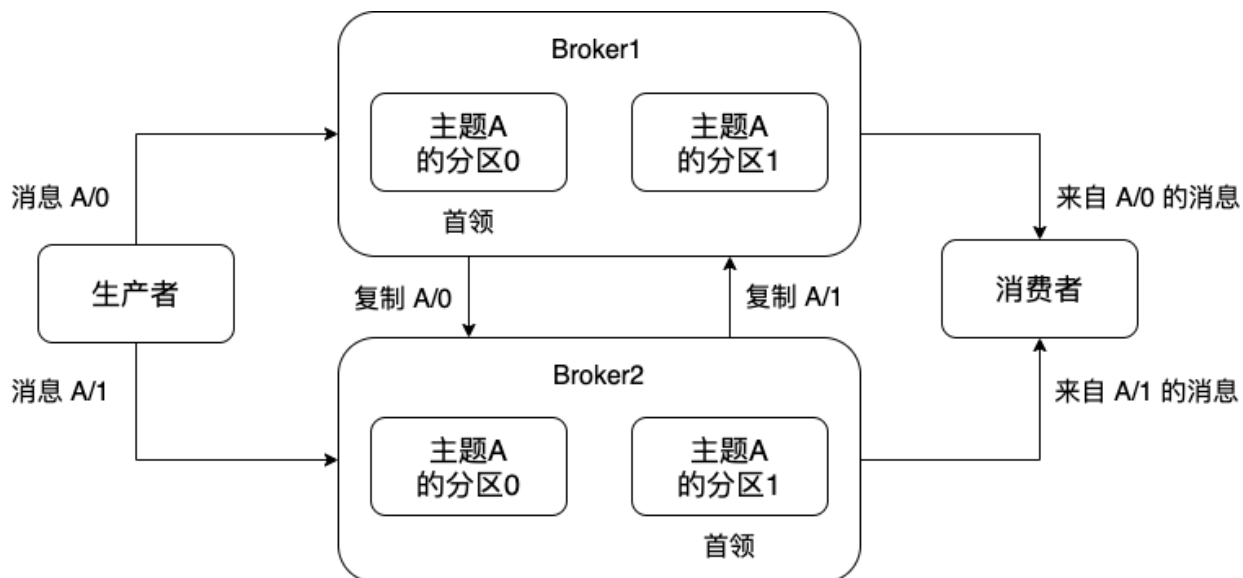 Broker1
主题A
的分区0
主题A
的分区1
首领
消息 A/0
来自 A/0 的消息
生产者
消费者
复制 A/0
复制 A/1
消息 A/1
来自 A/1 的消息
Broker2
主题A
的分区0
主题A
的分区1
首领